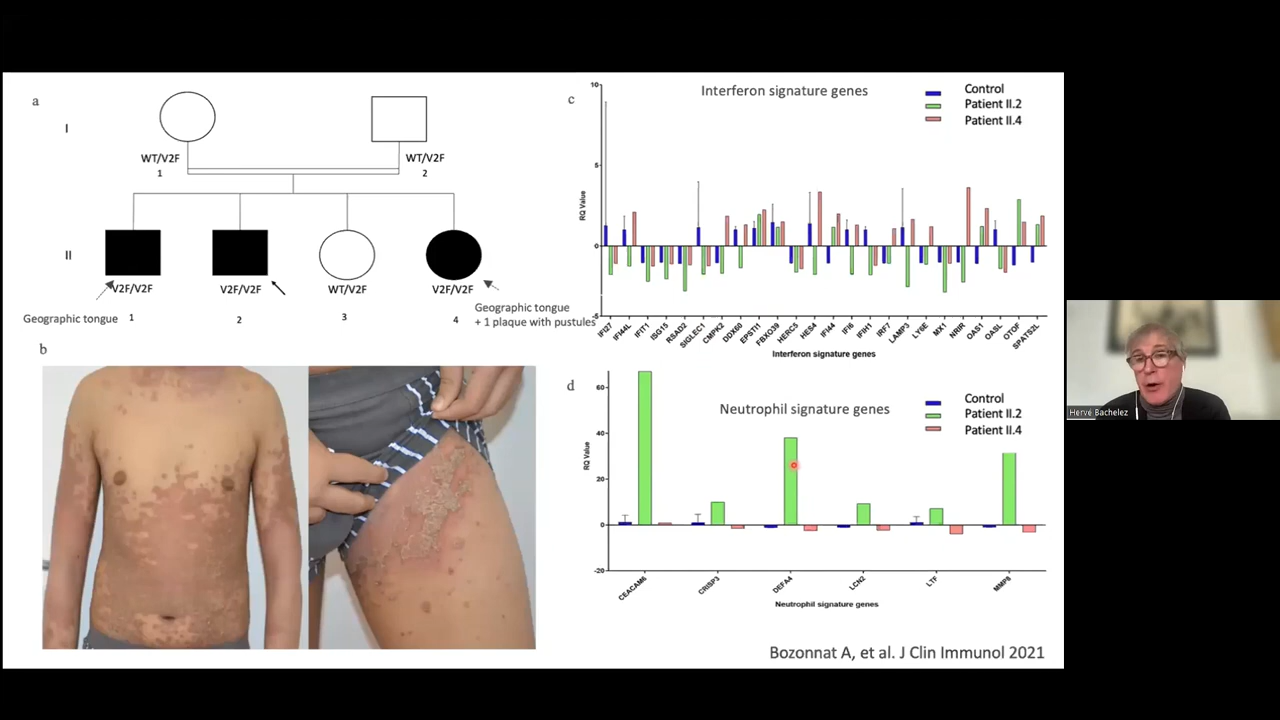 a
I
WT/V2F
1
WT/V2F
2
II
V2F/V2F
V2F/V2F
WT/V2F
V2F/V2F
Geographic tongue
1
2
3
4
Geographic tongue
+ 1 plaque with pustules
b
c
Interferon signature genes
Control
Patient II.2
Patient II.4
10
5
0
-5
RQ Value
IFI27
IFI44L
IFIT1
ISG15
RSAD2
SIGLEC1
CMPK2
DDX60
EPSTI1
FBXO39
HERC5
HES4
IFI44
IFI6
IFIH1
IRF7
LAMP3
LY6E
MX1
NRIR
OAS1
OASL
OTOF
SPATS2L
Interferon signature genes
d
Neutrophil signature genes
Control
Patient II.2
Patient II.4
60
40
20
0
-20
RQ Value
CEACAM6
CRISP3
DEFA4
LCN2
LTF
MMP8
Neutrophil signature genes
Bozonnat A, et al. J Clin Immunol 2021
Hervé Bachelez